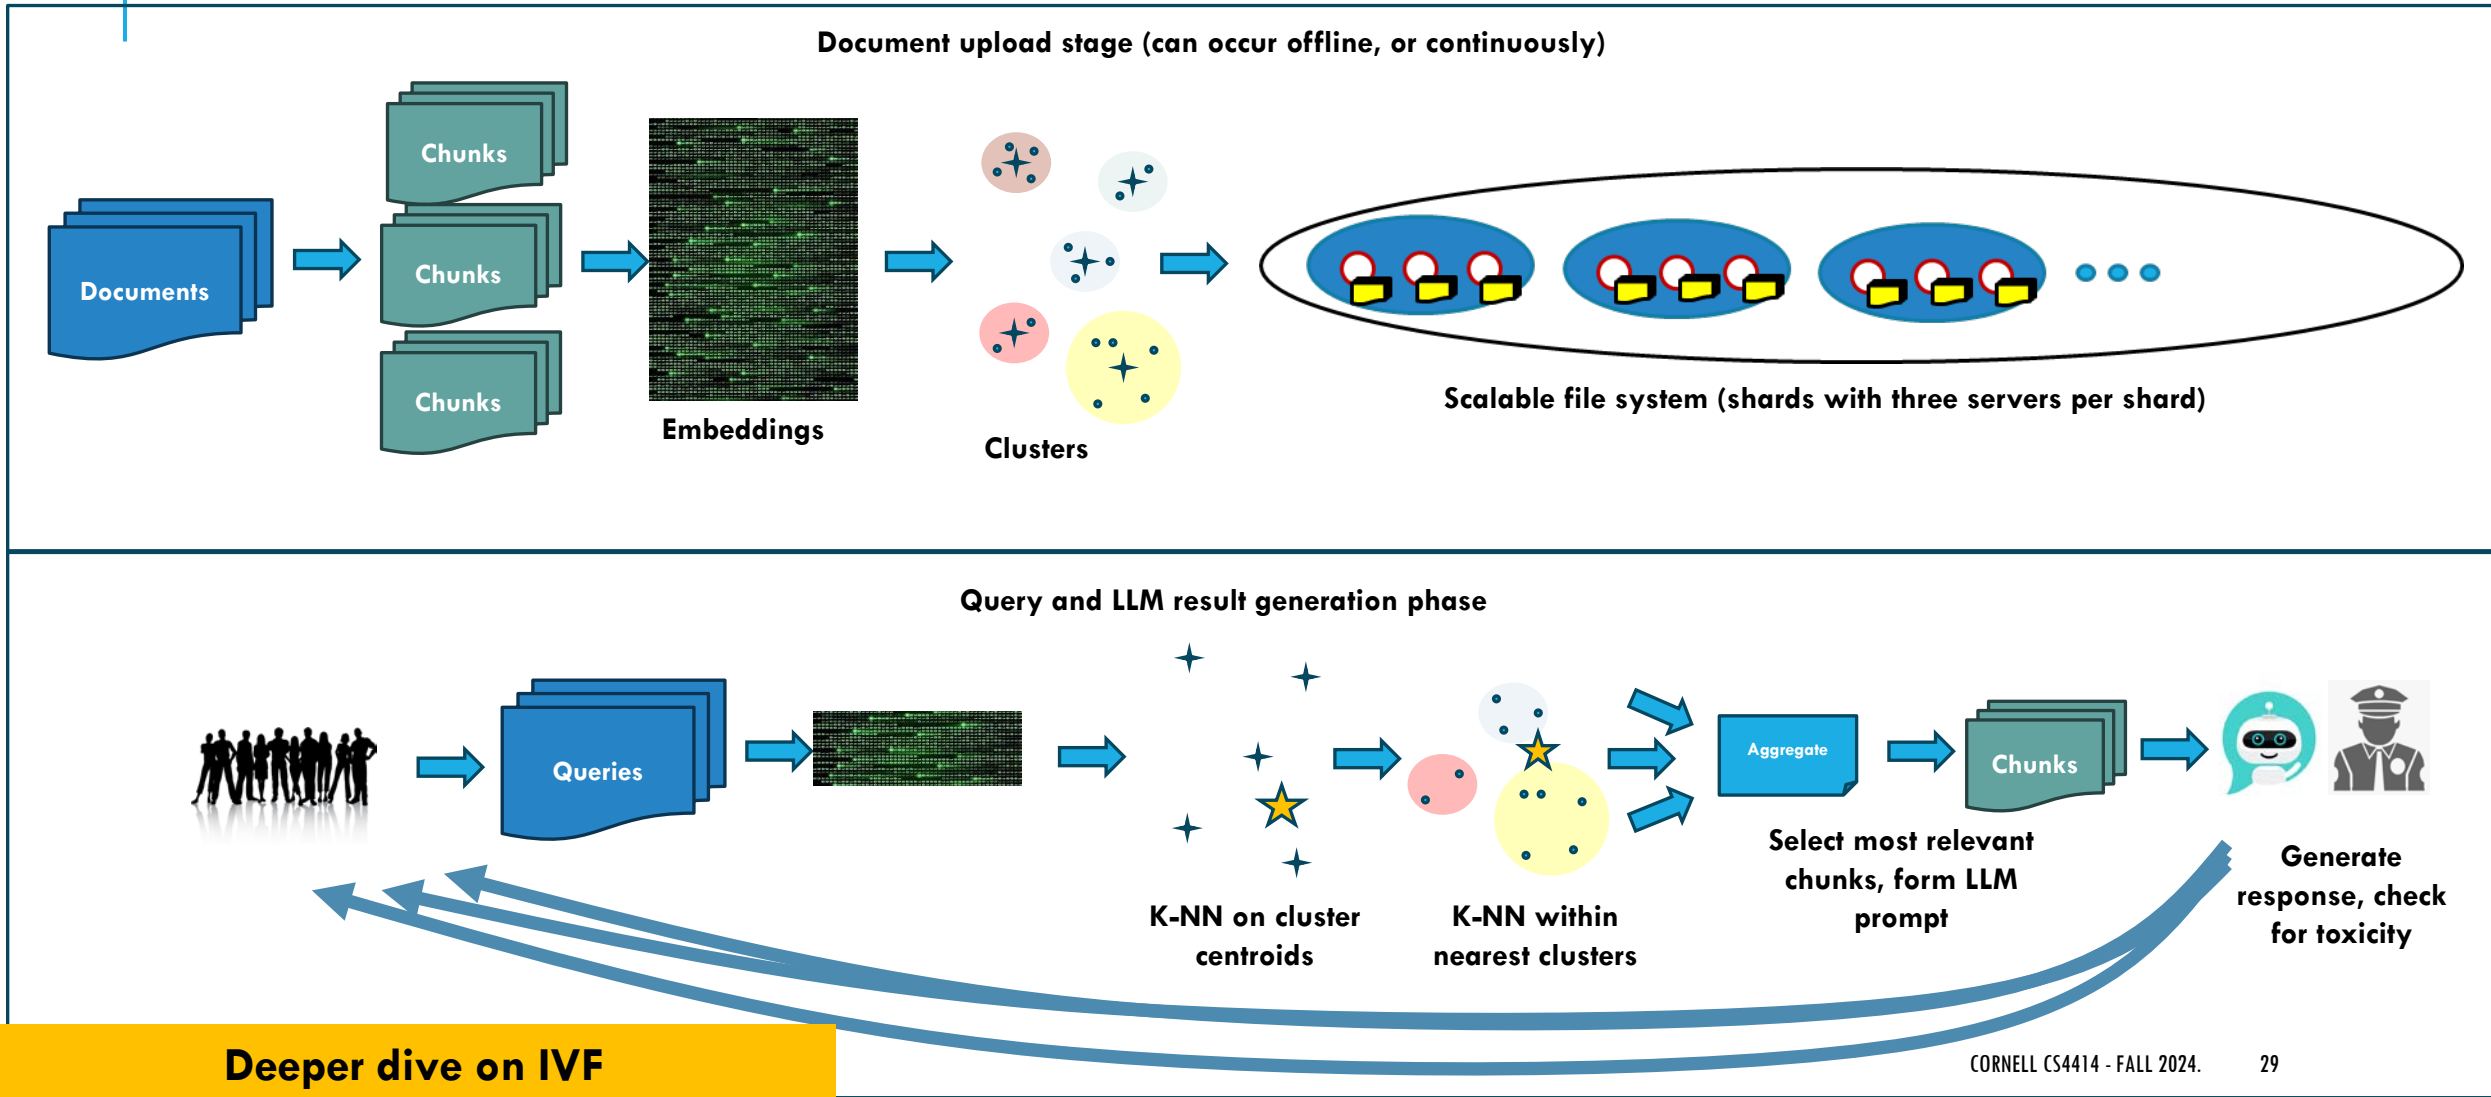 Document upload stage (can occur offline, or continuously)
Chunks
Chunks
Chunks
Documents
Embeddings
Clusters
Scalable file system (shards with three servers per shard)
Query and LLM result generation phase
Queries
Aggregate
Chunks
K-NN on cluster
centroids
K-NN within
nearest clusters
Select most relevant
chunks, form LLM
prompt
Generate
response, check
for toxicity
Deeper dive on IVF
CORNELL CS4414 - FALL 2024.
29